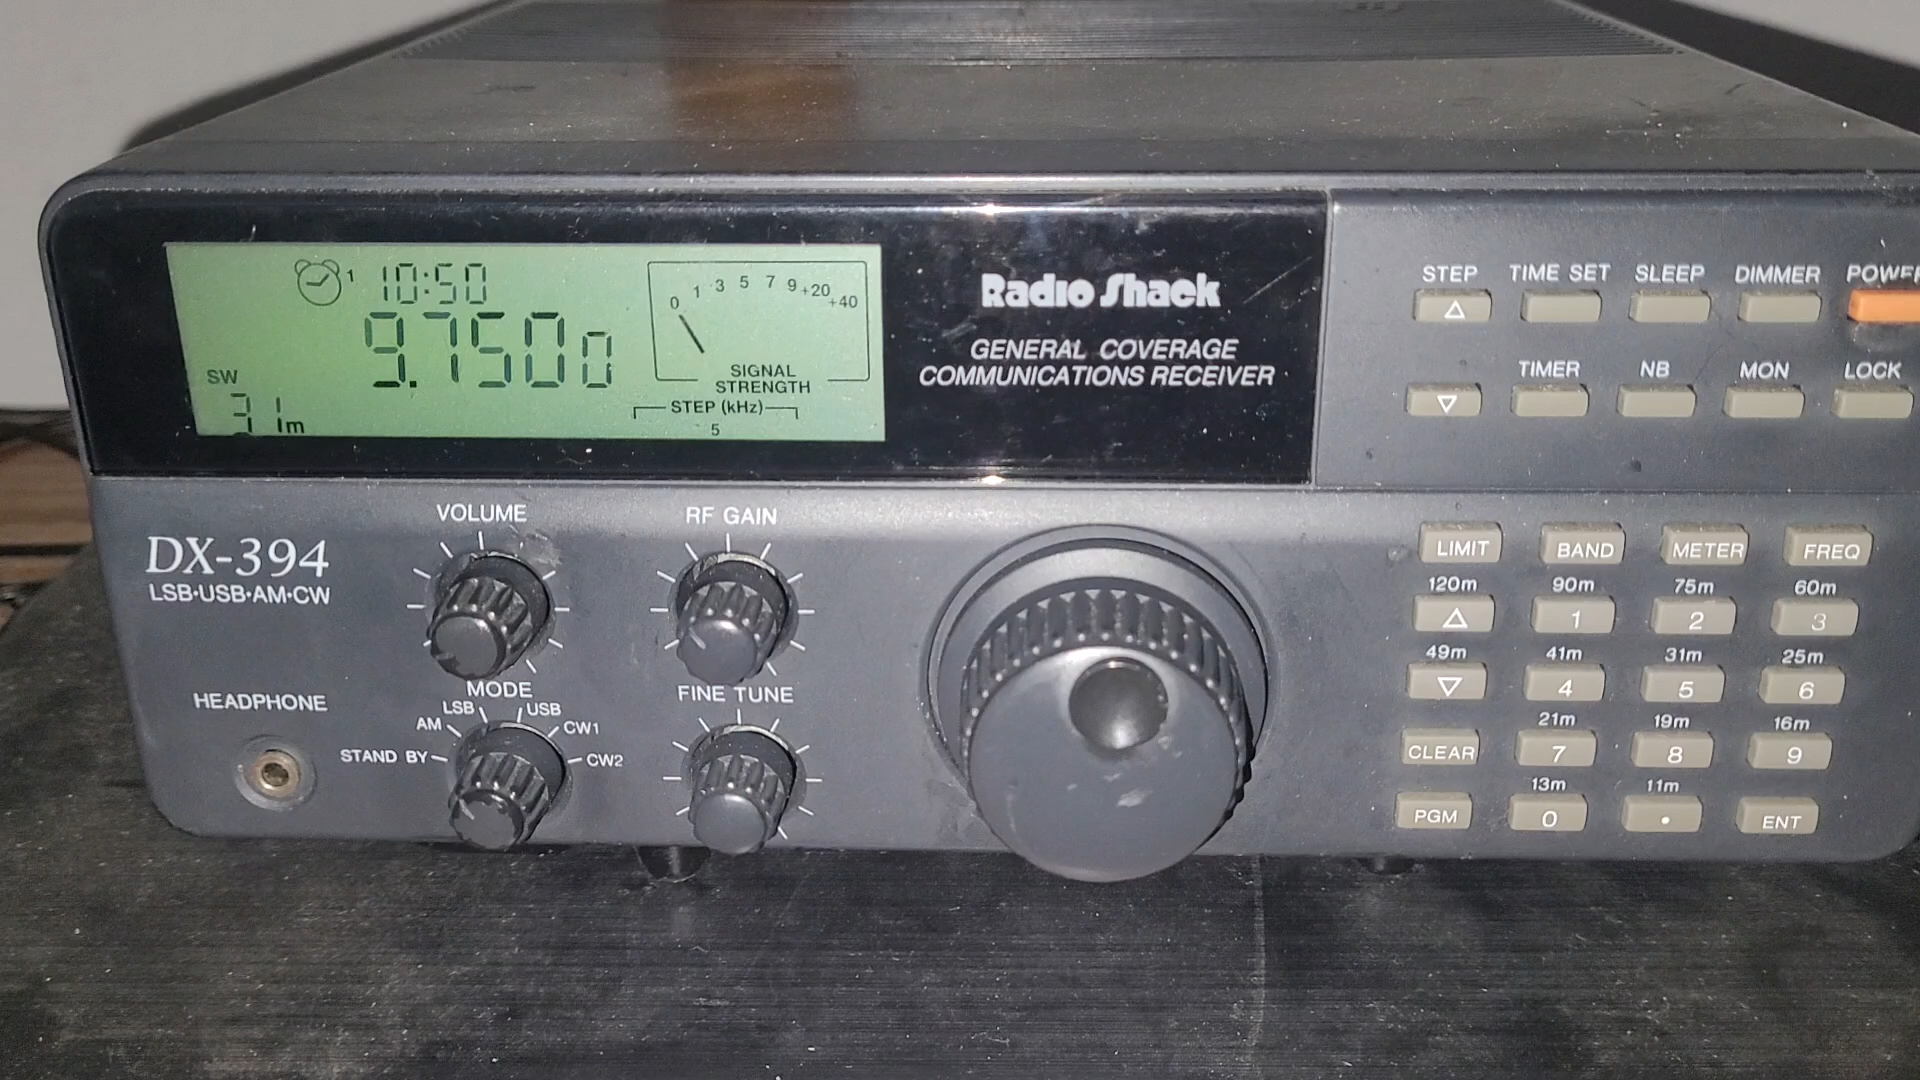 1 10:50
9.7500
SW
31m
0 1 3 5 7 9 +20 +40
SIGNAL
STRENGTH
STEP (kHz)
5
Radio Shack
GENERAL COVERAGE
COMMUNICATIONS RECEIVER
STEP TIME SET SLEEP DIMMER POWER
TIMER NB MON LOCK
DX-394
LSB·USB·AM·CW
VOLUME
RF GAIN
HEADPHONE
MODE
STAND BY AM LSB USB CW1 CW2
FINE TUNE
LIMIT BAND METER FREQ
120m 90m 75m 60m
1 2 3
49m 41m 31m 25m
4 5 6
21m 19m 16m
CLEAR 7 8 9
13m 11m
PGM 0 . ENT